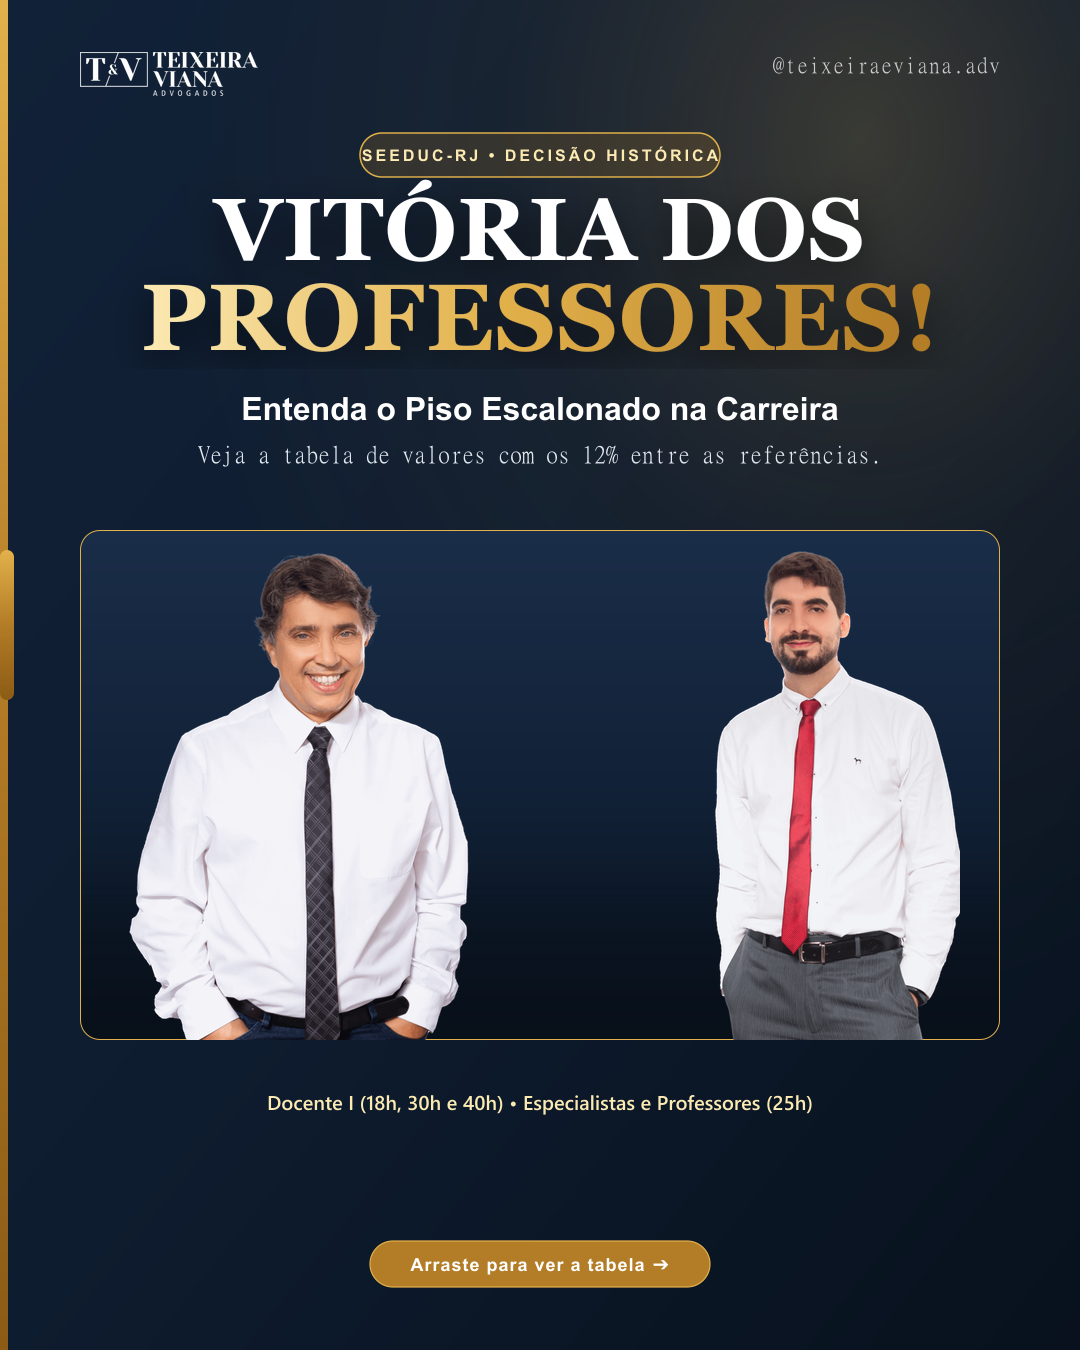 T&V TEIXEIRA
VIANA
ADVOGADOS
@teixeiraeviana.adv
SEEDUC-RJ • DECISÃO HISTÓRICA
VITÓRIA DOS
PROFESSORES!
Entenda o Piso Escalonado na Carreira
Veja a tabela de valores com os 12% entre as referências.
Docente I (18h, 30h e 40h) • Especialistas e Professores (25h)
Arraste para ver a tabela ➔